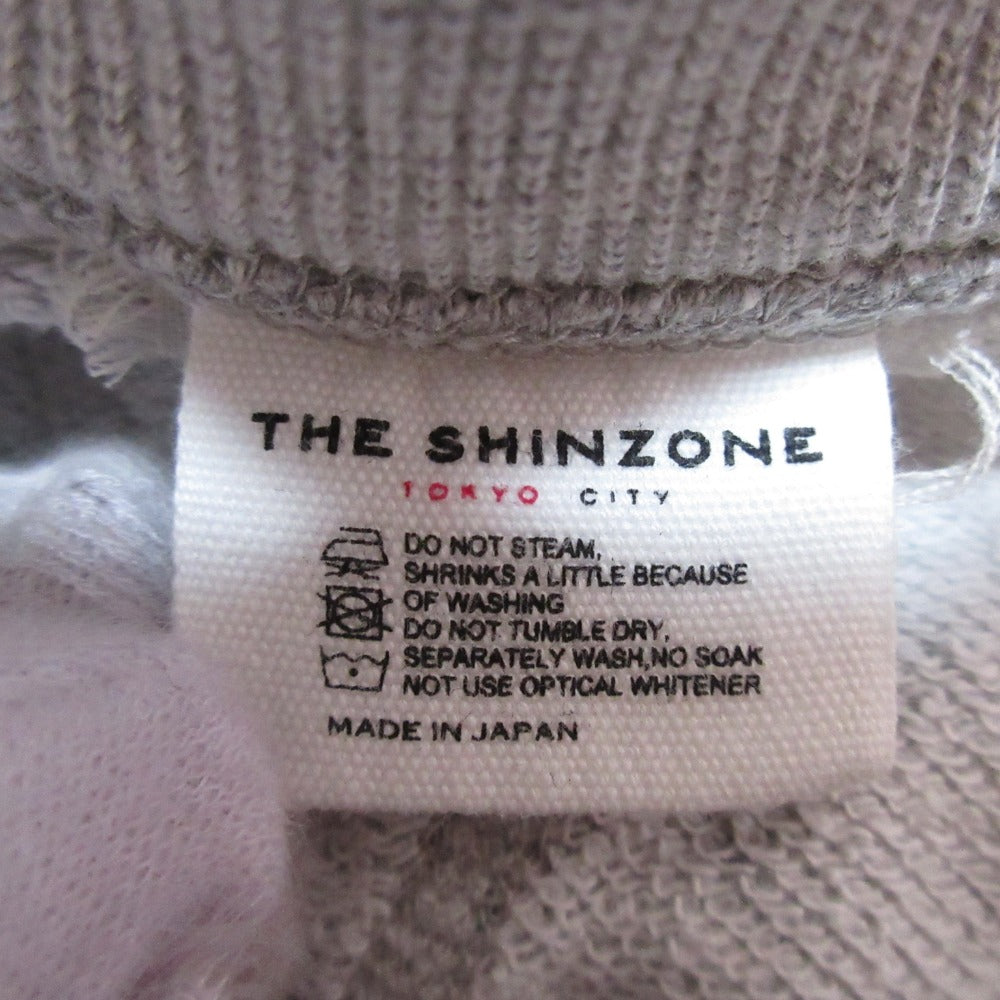 THE SHiNZONE
TOKYO CITY
DO NOT STEAM,
SHRINKS A LITTLE BECAUSE
OF WASHING
DO NOT TUMBLE DRY,
SEPARATELY WASH,NO SOAK
NOT USE OPTICAL WHITENER
MADE IN JAPAN